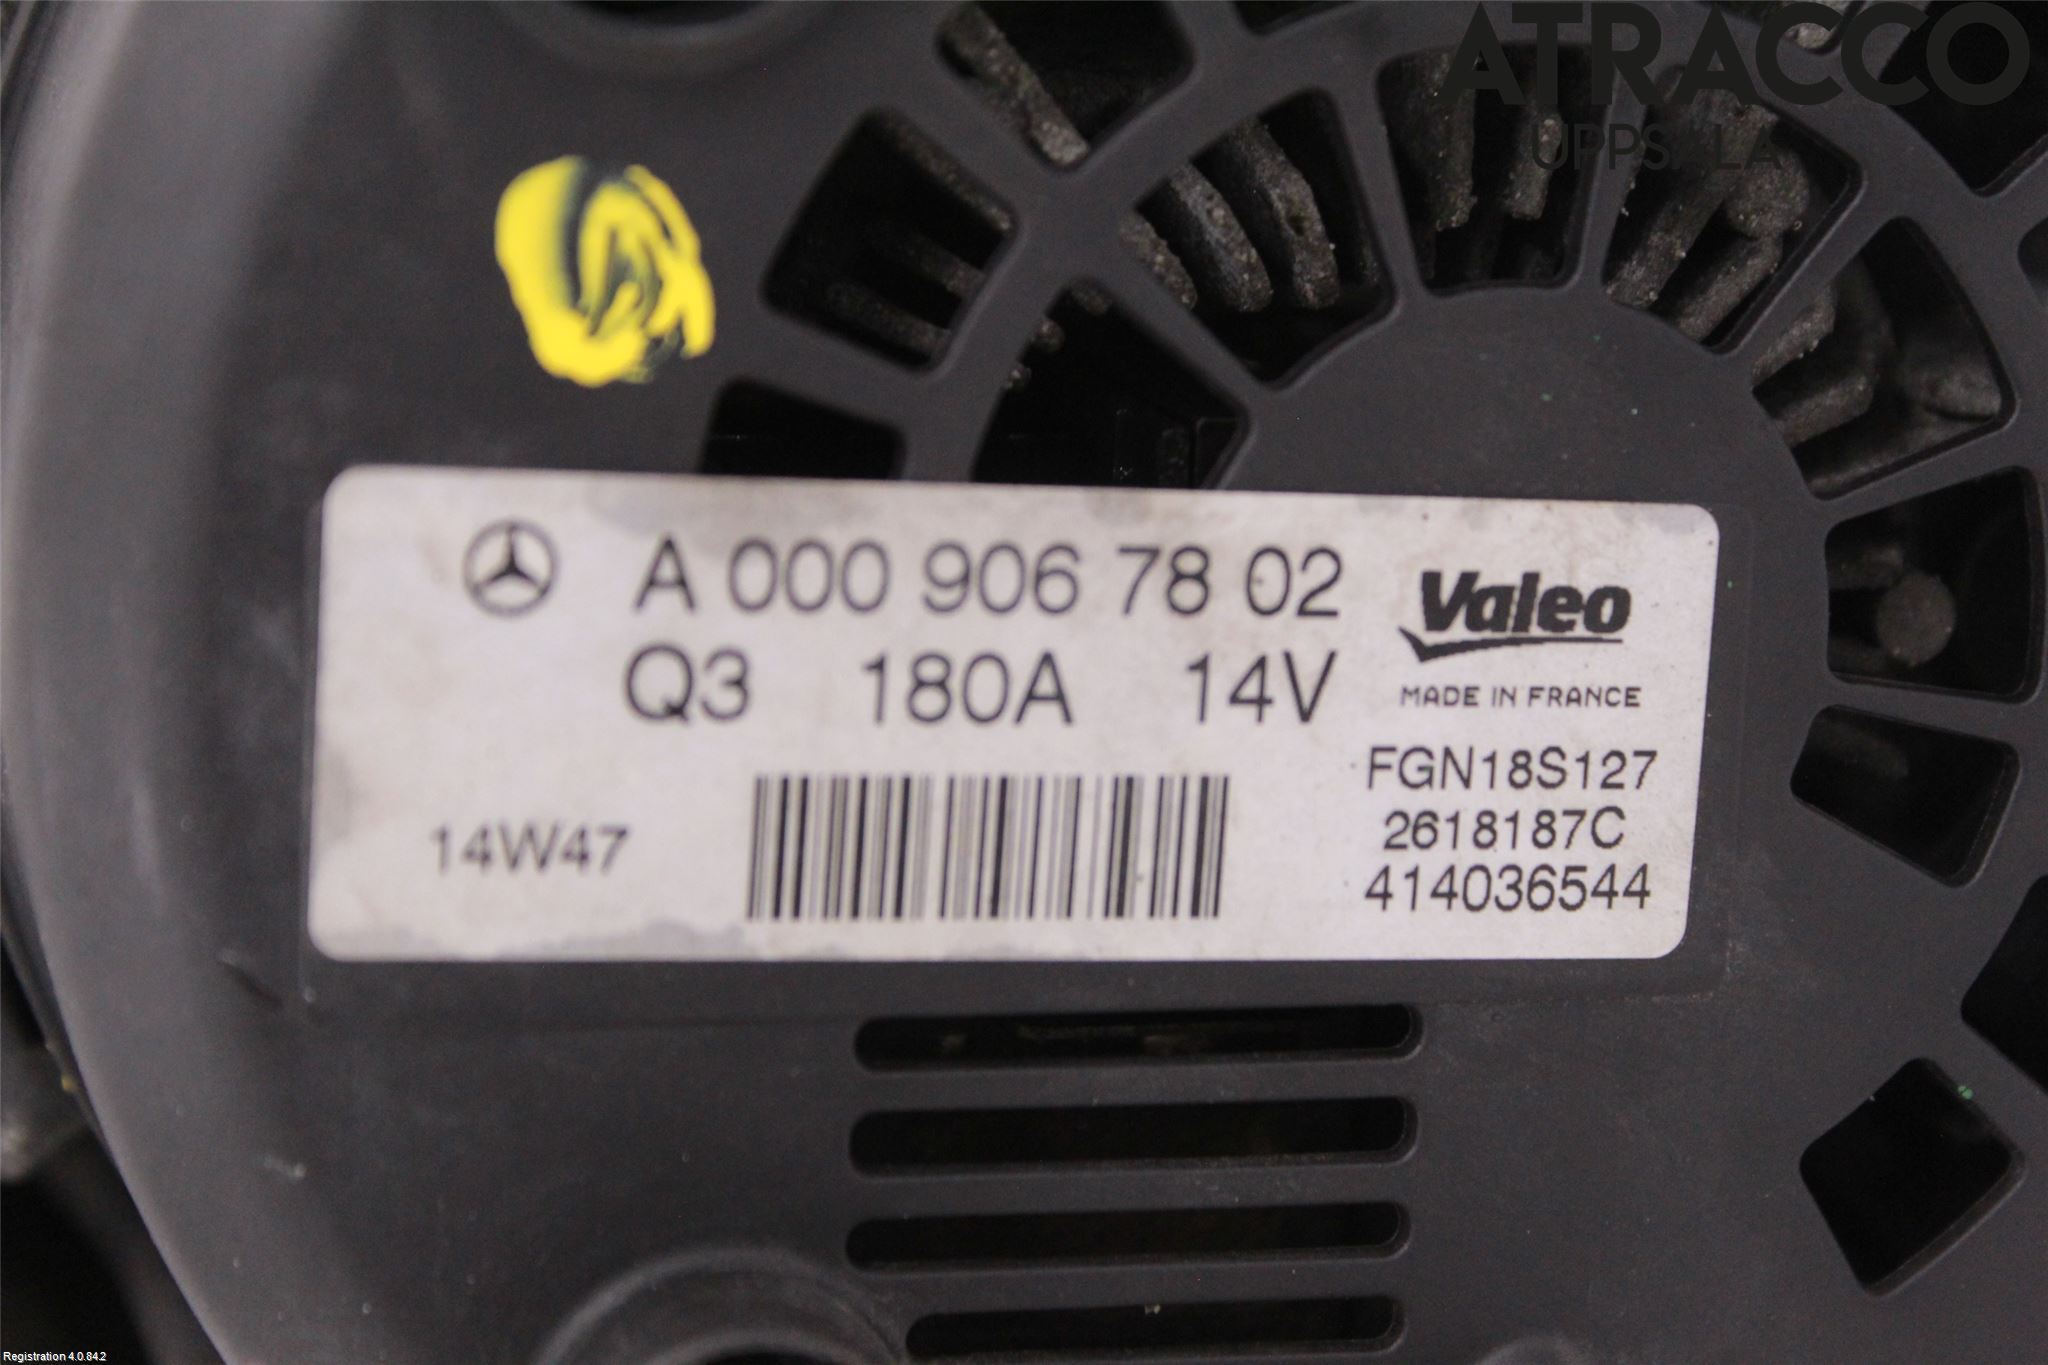 ATRACCO
UPPSALA
A 000 906 78 02
Q3 180A 14V
Valeo
MADE IN FRANCE
FGN18S127
2618187C
414036544
14W47
Registration 4.0.84.2